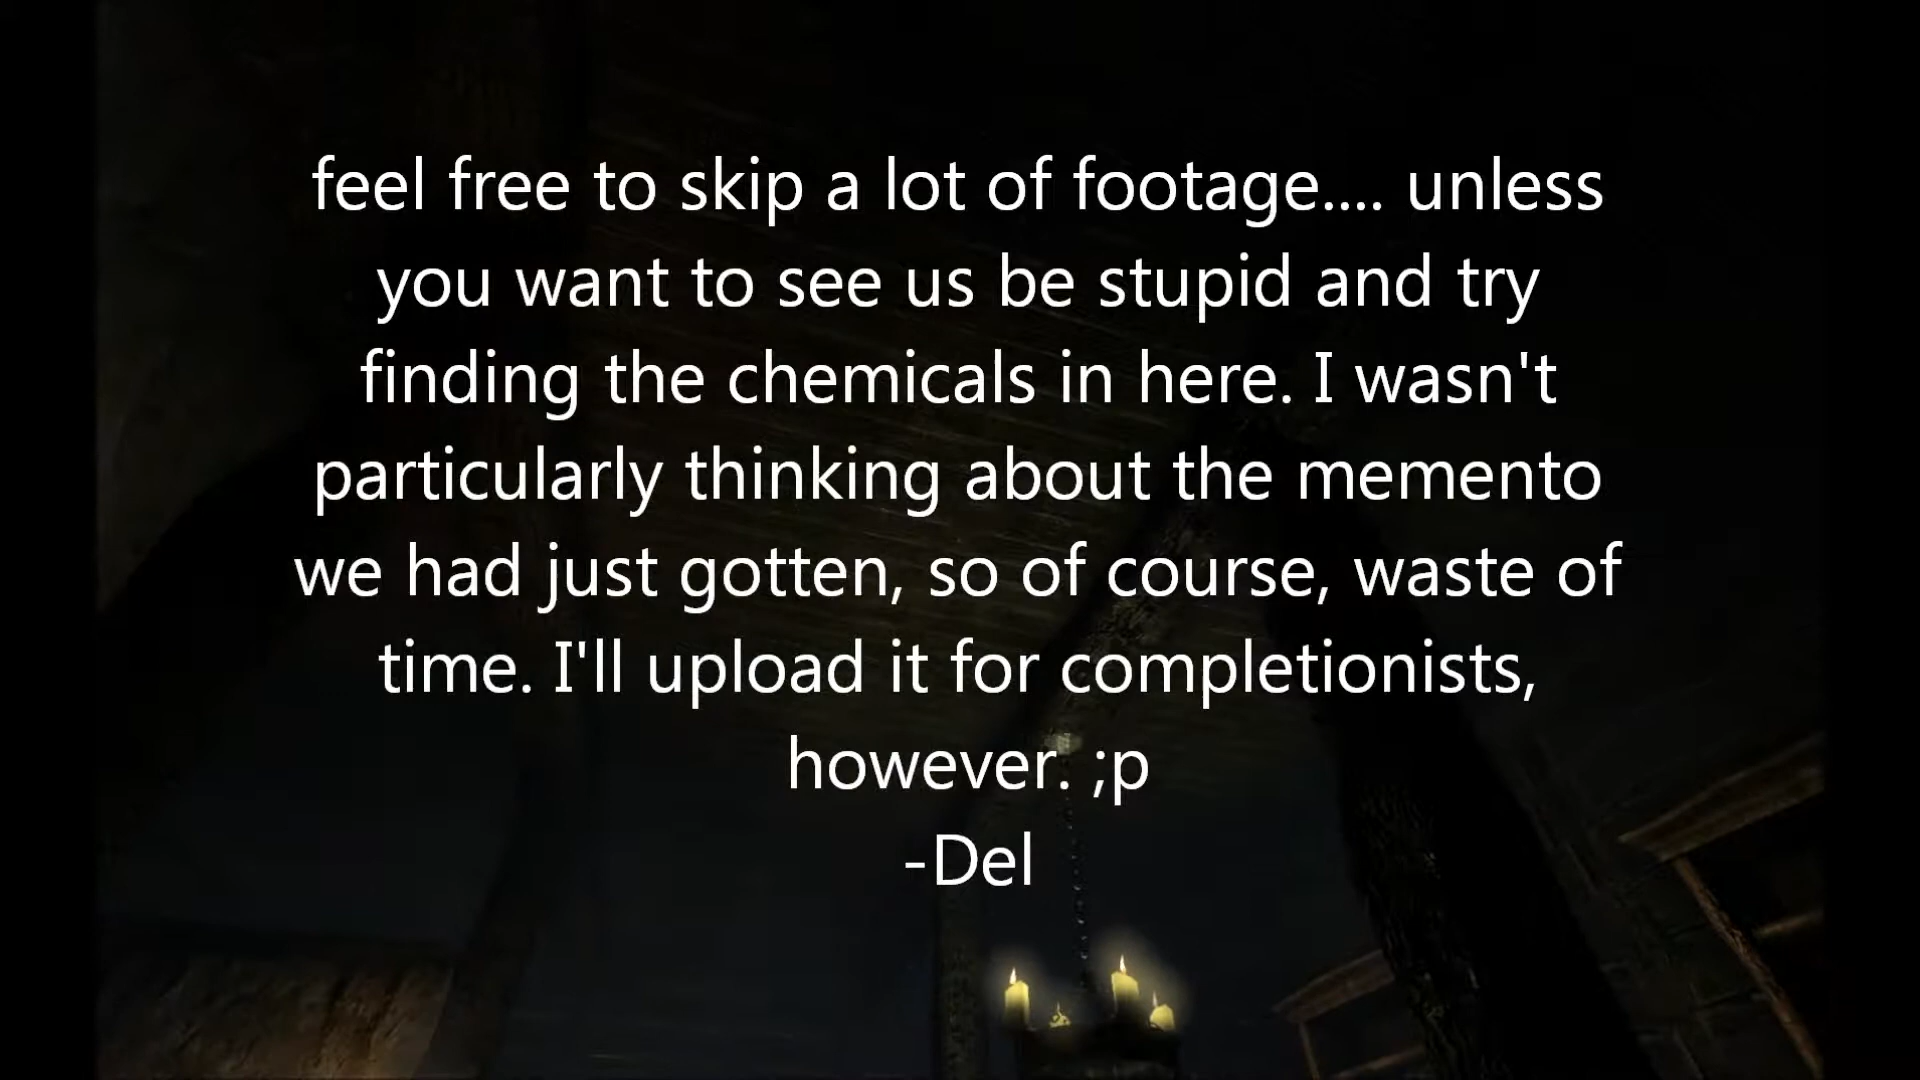 feel free to skip a lot of footage.... unless
you want to see us be stupid and try
finding the chemicals in here. I wasn't
particularly thinking about the memento
we had just gotten, so of course, waste of
time. I'll upload it for completionists,
however. ;p
-Del